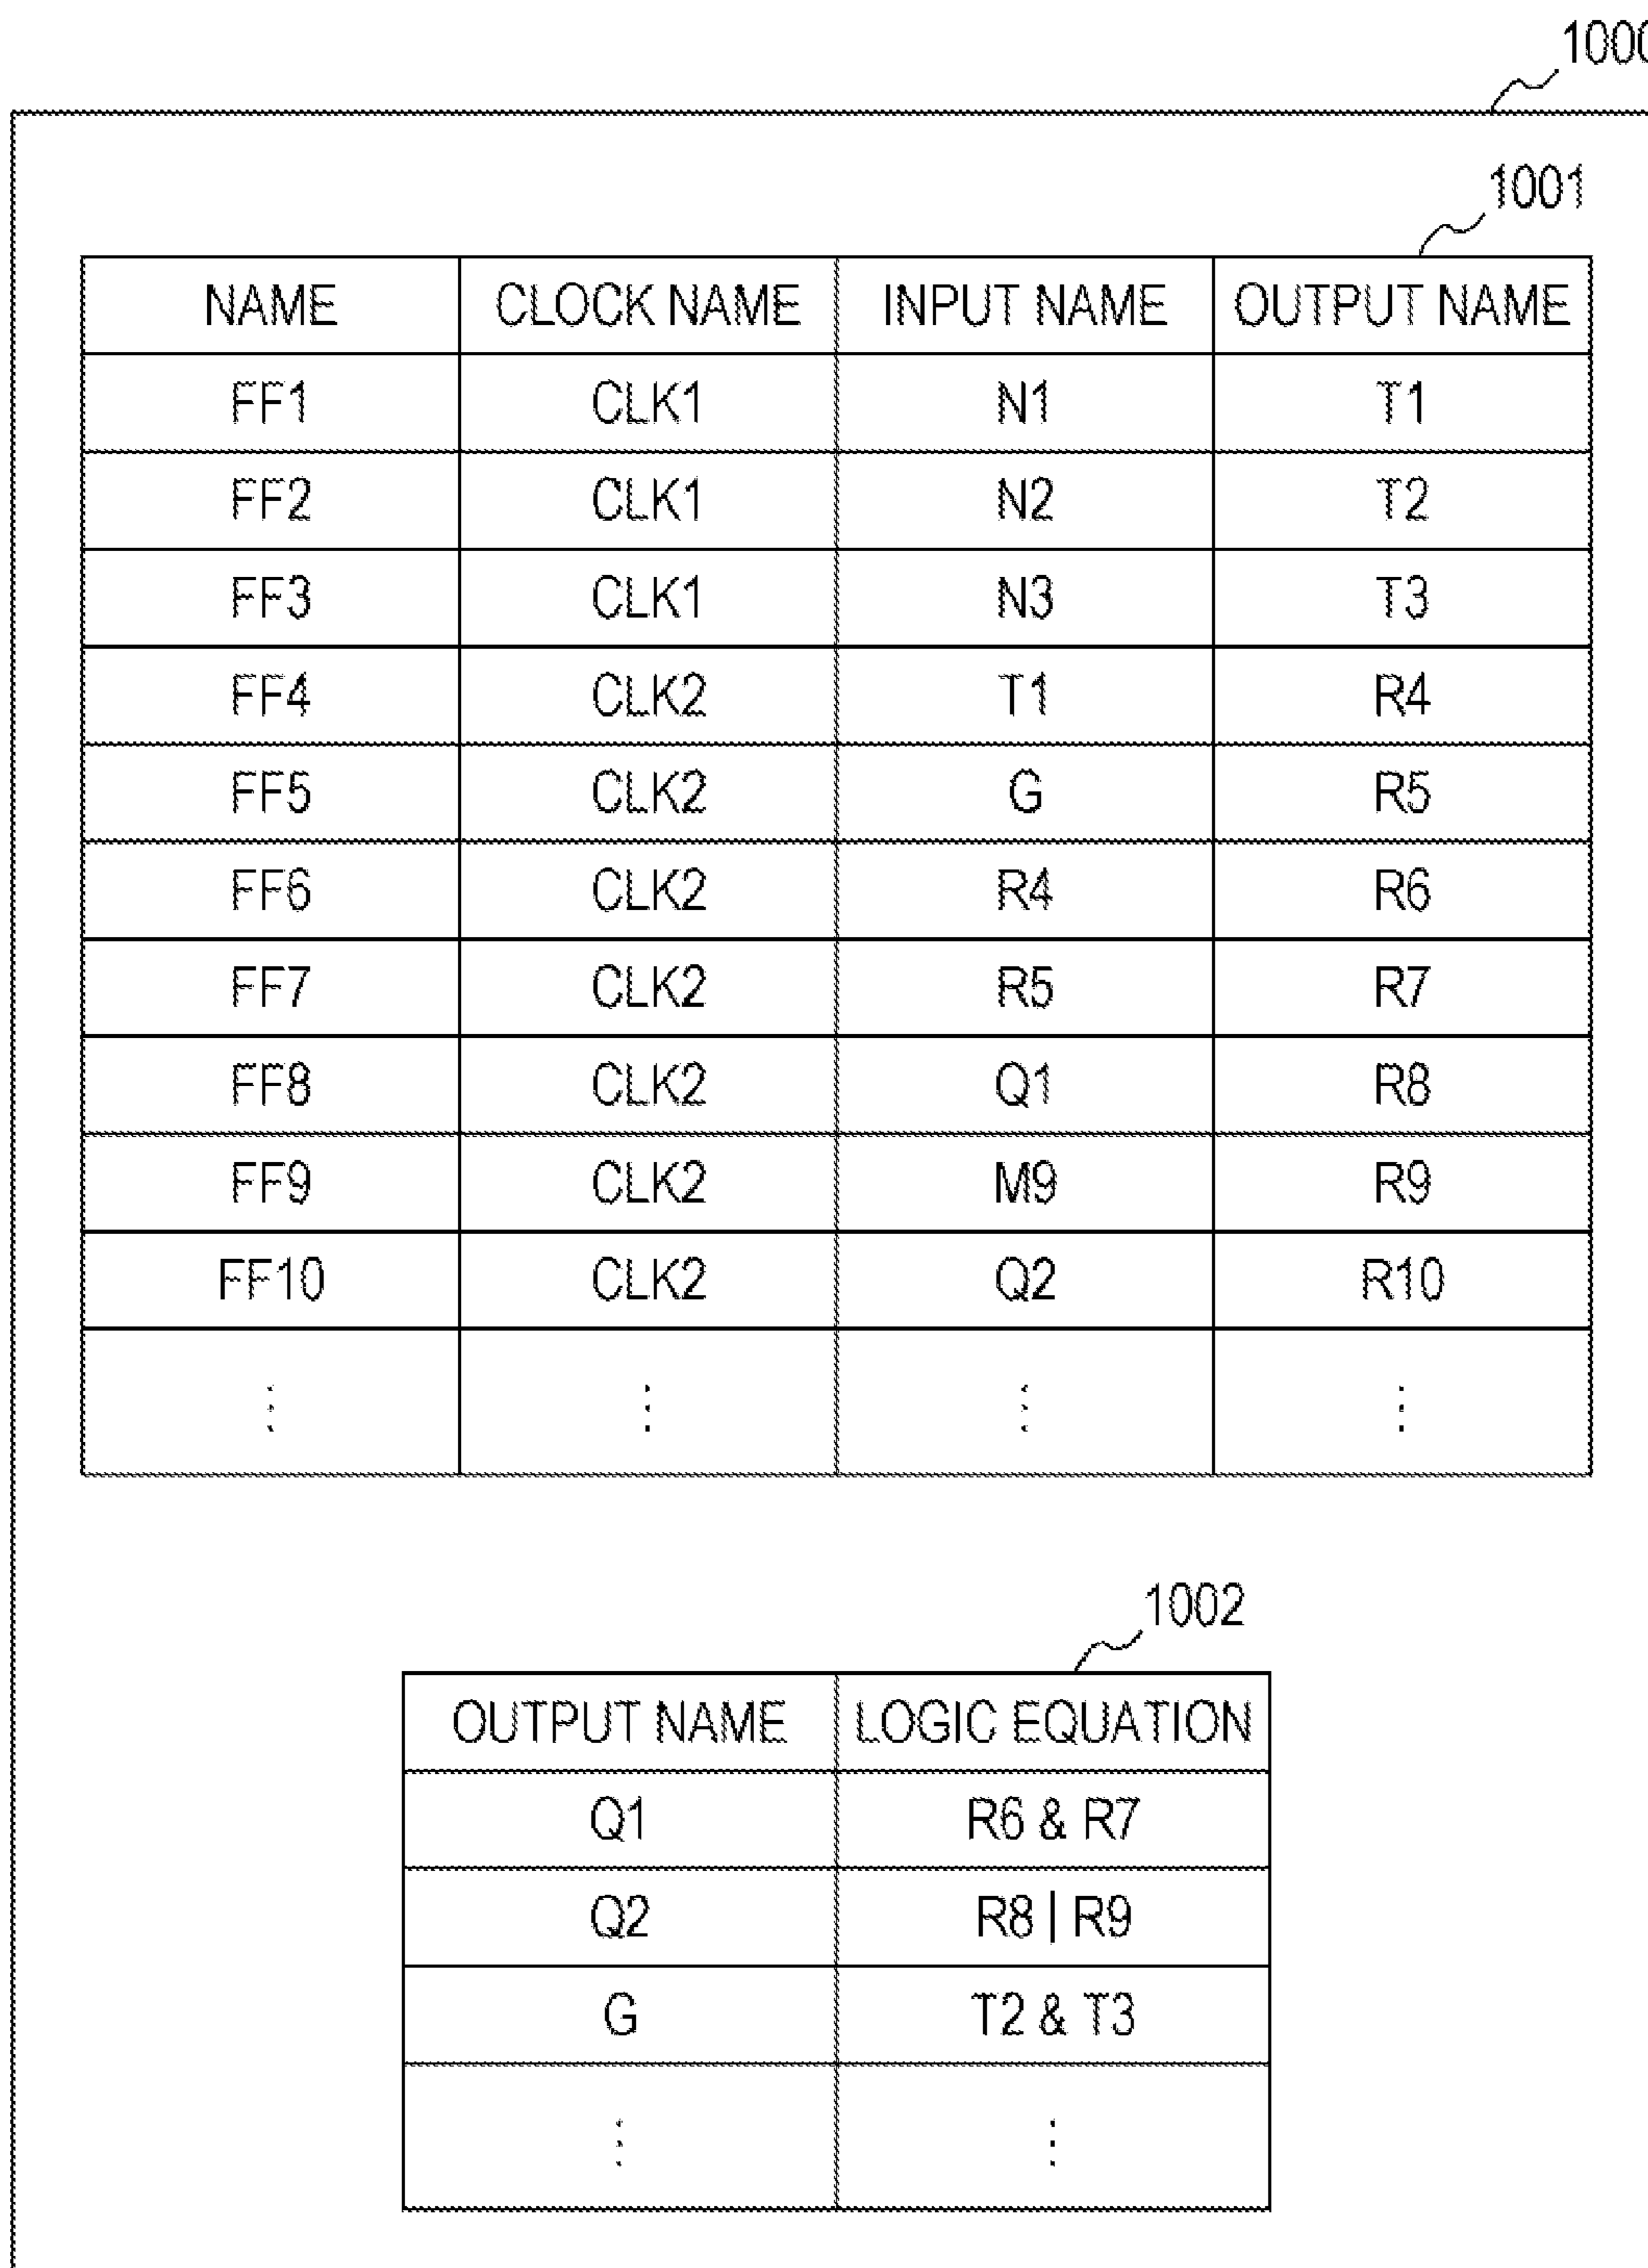 1000
1001
NAME CLOCK NAME INPUT NAME OUTPUT NAME
FF1 CLK1 N1 T1
FF2 CLK1 N2 T2
FF3 CLK1 N3 T3
FF4 CLK2 T1 R4
FF5 CLK2 G R5
FF6 CLK2 R4 R6
FF7 CLK2 R5 R7
FF8 CLK2 Q1 R8
FF9 CLK2 M9 R9
FF10 CLK2 Q2 R10
⋮ ⋮ ⋮ ⋮
1002
OUTPUT NAME LOGIC EQUATION
Q1 R6 & R7
Q2 R8 | R9
G T2 & T3
⋮ ⋮